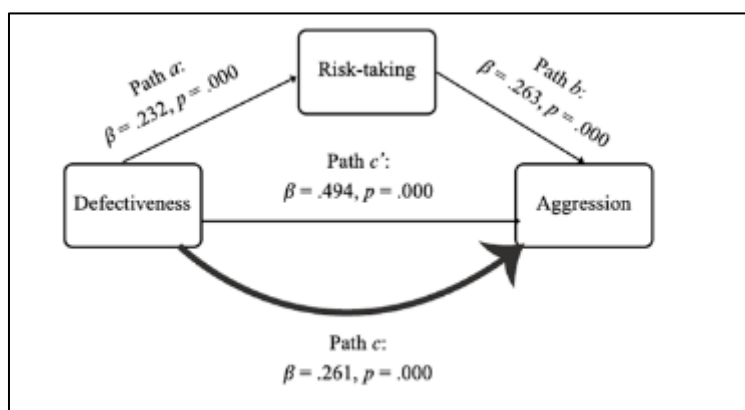 Risk-taking
Path a:
β = .232, p = .000
Path b:
β = .263, p = .000
Path c’:
β = .494, p = .000
Defectiveness
Aggression
Path c:
β = .261, p = .000